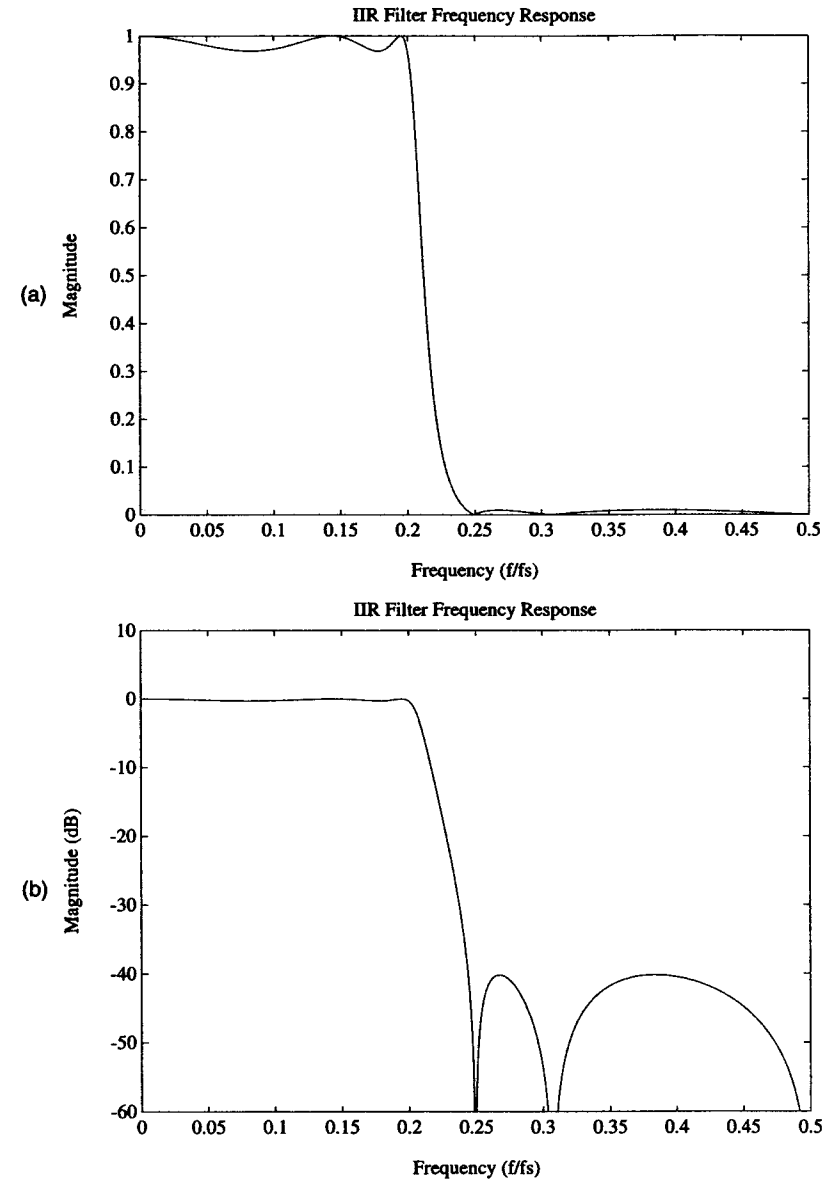 IIR Filter Frequency Response
1
0.9
0.8
0.7
0.6
0.5
0.4
0.3
0.2
0.1
0
(a)
Magnitude
0 0.05 0.1 0.15 0.2 0.25 0.3 0.35 0.4 0.45 0.5
Frequency (f/fs)
IIR Filter Frequency Response
10
0
-10
-20
-30
-40
-50
-60
(b)
Magnitude (dB)
0 0.05 0.1 0.15 0.2 0.25 0.3 0.35 0.4 0.45 0.5
Frequency (f/fs)